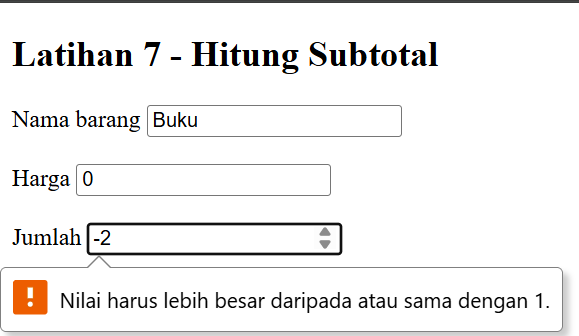 Latihan 7 - Hitung Subtotal
Nama barang Buku
Harga 0
Jumlah -2
! Nilai harus lebih besar daripada atau sama dengan 1.